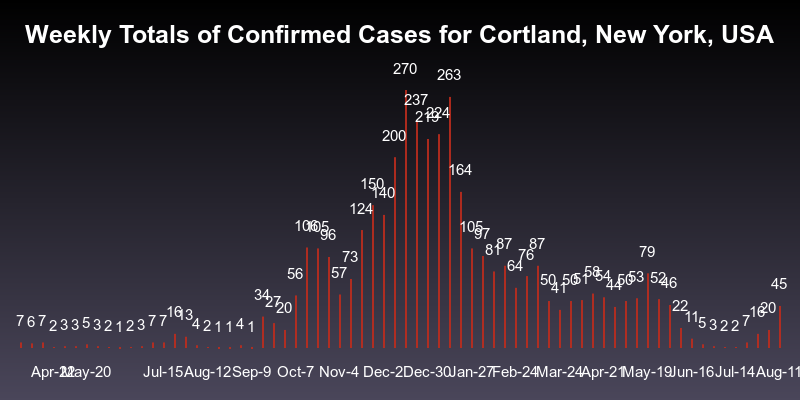 Weekly Totals of Confirmed Cases for Cortland, New York, USA
7 6 7 2 3 3 5 3 2 1 2 3 7 7 16 13 4 2 1 1 4 1 34 27 20 56 106 105 96 57 73 124 150 140 200 270 237 219 224 263 164 105 97 81 87 64 76 87 50 41 50 51 58 54 44 50 53 79 52 46 22 11 5 3 2 2 7 16 20 45
Apr-22 May-20 Jul-15 Aug-12 Sep-9 Oct-7 Nov-4 Dec-2 Dec-30 Jan-27 Feb-24 Mar-24 Apr-21 May-19 Jun-16 Jul-14 Aug-11